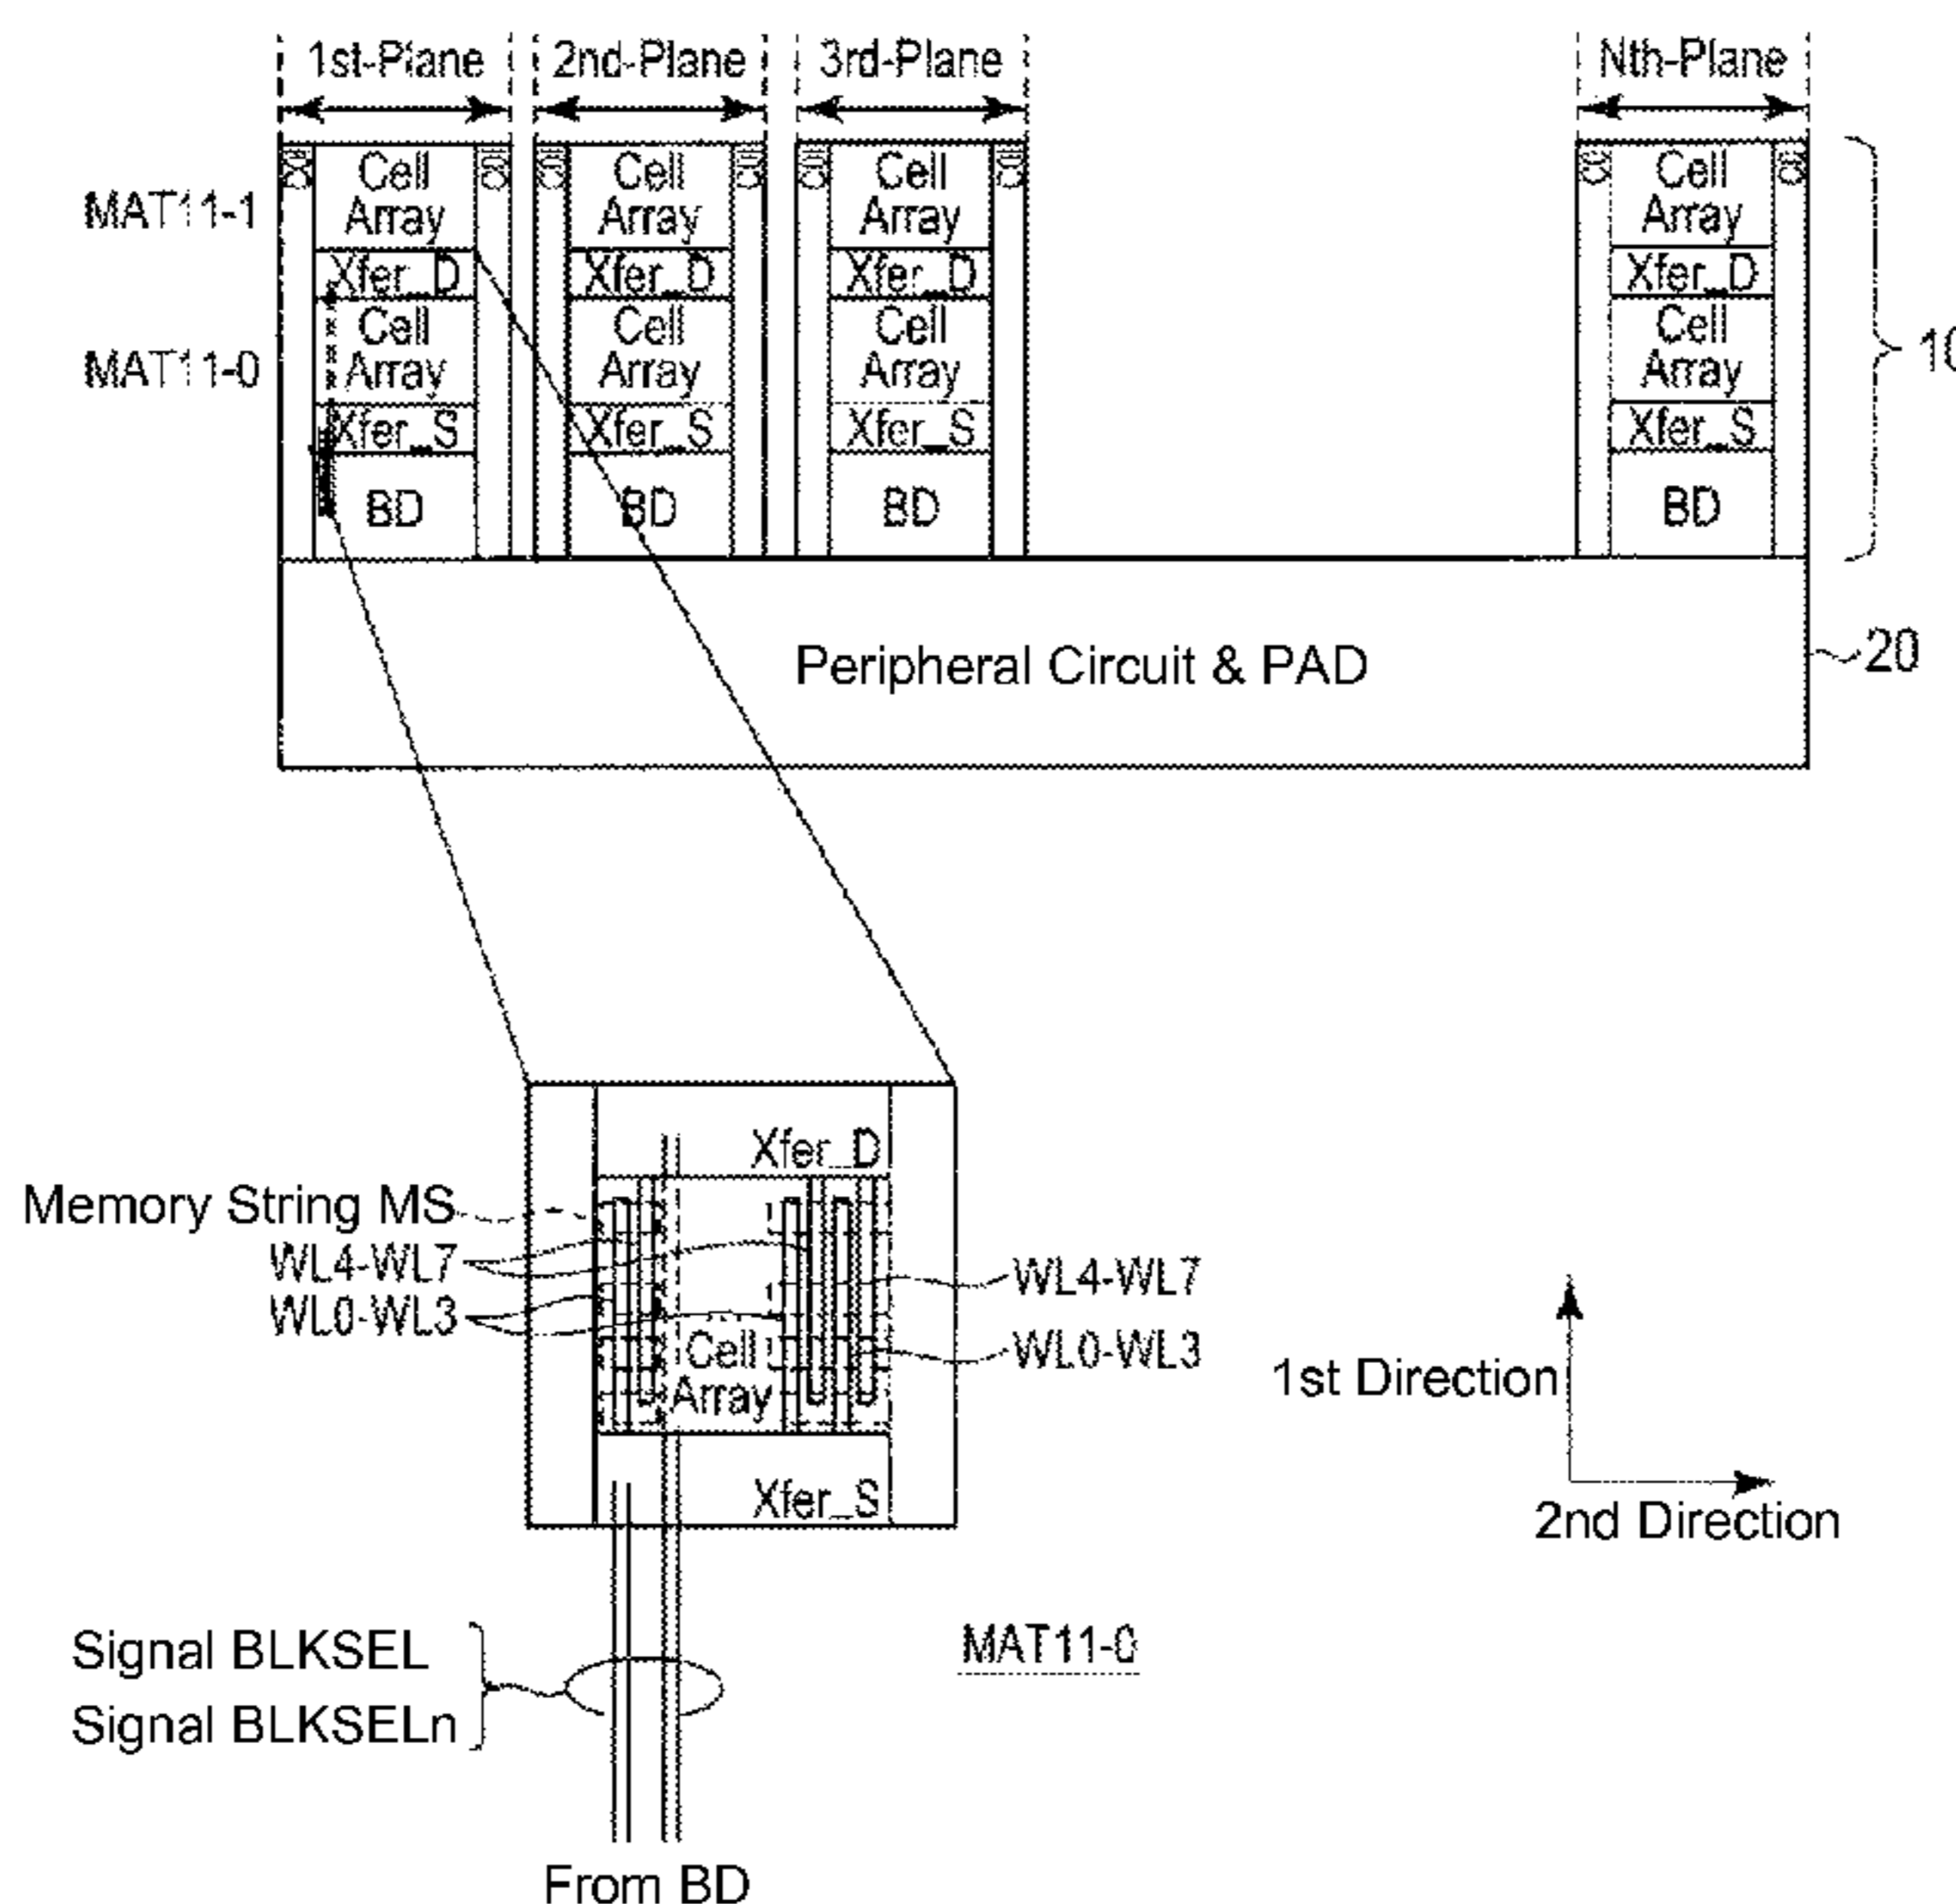 1st-Plane 2nd-Plane 3rd-Plane Nth-Plane
MAT11-1
Cell Array Cell Array Cell Array Cell Array
Xfer_D Xfer_D Xfer_D Xfer_D
MAT11-0
Cell Array Cell Array Cell Array Cell Array
10
Xfer_S Xfer_S Xfer_S Xfer_S
BD BD BD BD
Peripheral Circuit & PAD
20
Xfer_D
Memory String MS
WL4-WL7
WL0-WL3
WL4-WL7
WL0-WL3
Cell
Array
Xfer_S
1st Direction
2nd Direction
Signal BLKSEL
Signal BLKSELn
MAT11-0
From BD